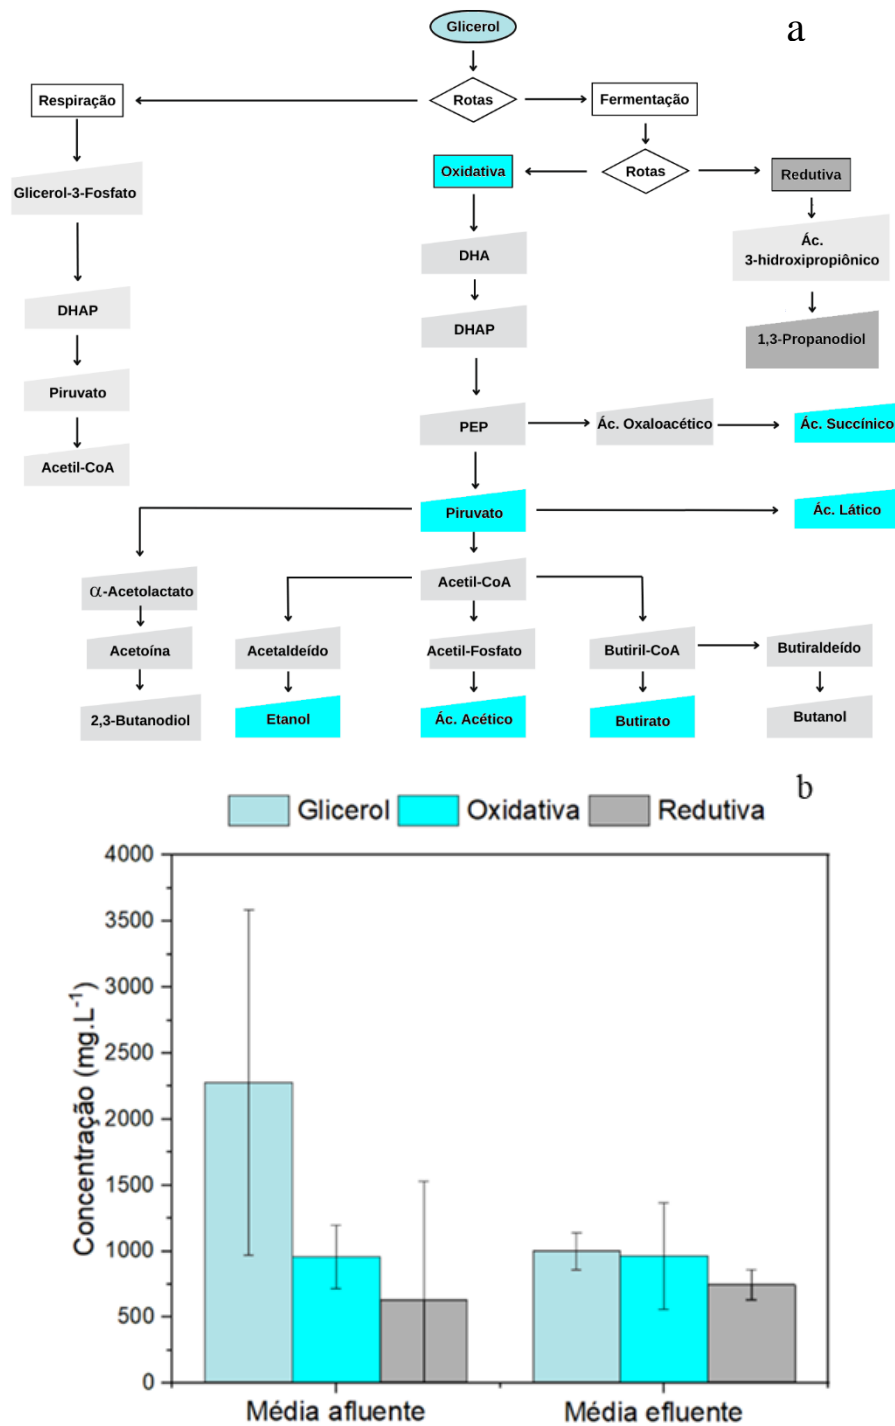 Glicerol
a
Respiração
Rotas
Fermentação
Oxidativa
Rotas
Redutiva
Glicerol-3-Fosfato
DHA
Ác.
3-hidroxipropiônico
DHAP
DHAP
1,3-Propanodiol
Piruvato
PEP
Ác. Oxaloacético
Ác. Succínico
Acetil-CoA
Piruvato
Ác. Lático
α-Acetolactato
Acetil-CoA
Acetoína
Acetaldeído
Acetil-Fosfato
Butiril-CoA
Butiraldeído
2,3-Butanodiol
Etanol
Ác. Acético
Butirato
Butanol
b
Glicerol
Oxidativa
Redutiva
Concentração (mg.L⁻¹)
4000
3500
3000
2500
2000
1500
1000
500
0
Média afluente
Média efluente